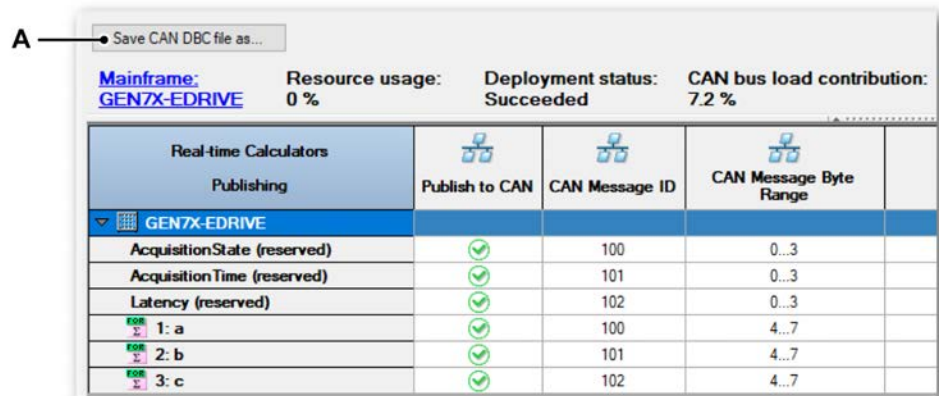 A
Save CAN DBC file as...
Mainframe: Resource usage: Deployment status: CAN bus load contribution:
GEN7X-EDRIVE 0 % Succeeded 7.2 %
Real-time Calculators
Publishing
Publish to CAN
CAN Message ID
CAN Message Byte
Range
GEN7X-EDRIVE
AcquisitionState (reserved) 100 0...3
AcquisitionTime (reserved) 101 0...3
Latency (reserved) 102 0...3
FOR Σ 1: a 100 4...7
FOR Σ 2: b 101 4...7
FOR Σ 3: c 102 4...7